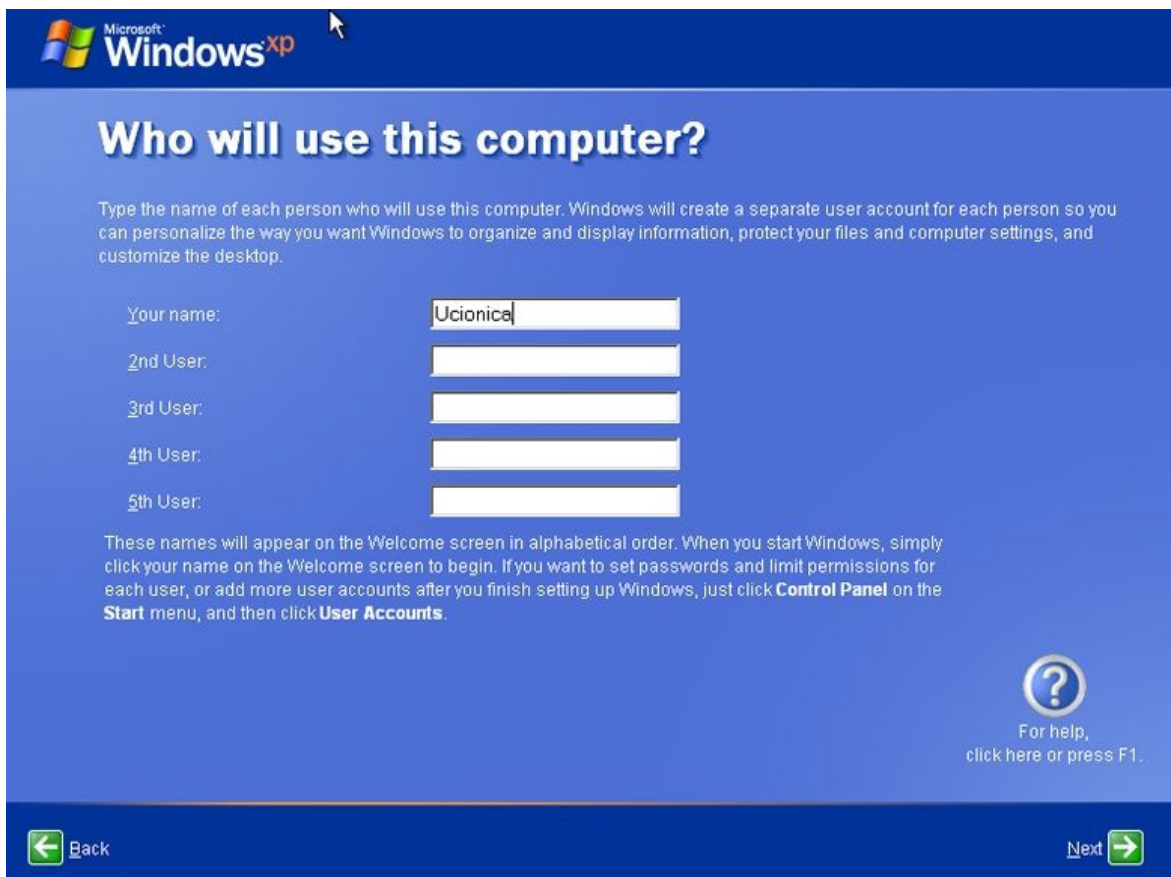 Microsoft
Windows xp
Who will use this computer?
Type the name of each person who will use this computer. Windows will create a separate user account for each person so you
can personalize the way you want Windows to organize and display information, protect your files and computer settings, and
customize the desktop.
Your name: Ucionica
2nd User:
3rd User:
4th User:
5th User:
These names will appear on the Welcome screen in alphabetical order. When you start Windows, simply
click your name on the Welcome screen to begin. If you want to set passwords and limit permissions for
each user, or add more user accounts after you finish setting up Windows, just click Control Panel on the
Start menu, and then click User Accounts.
?
For help,
click here or press F1.
Back
Next